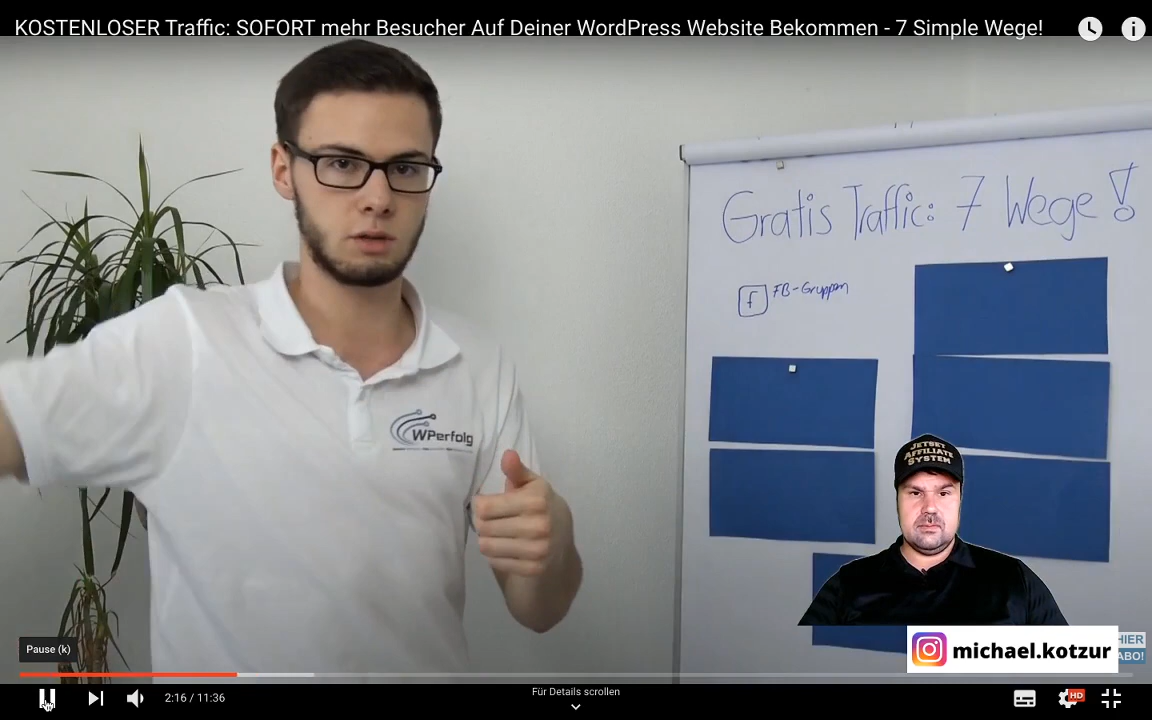 KOSTENLOSER Traffic: SOFORT mehr Besucher Auf Deiner WordPress Website Bekommen - 7 Simple Wege!
Gratis Traffic: 7 Wege!
f FB-Gruppen
WPerfolg
JETSET
AFFILIATE
SYSTEM
HIER
ABO!
michael.kotzur
Pause (k)
2:16 / 11:36
Für Details scrollen
HD